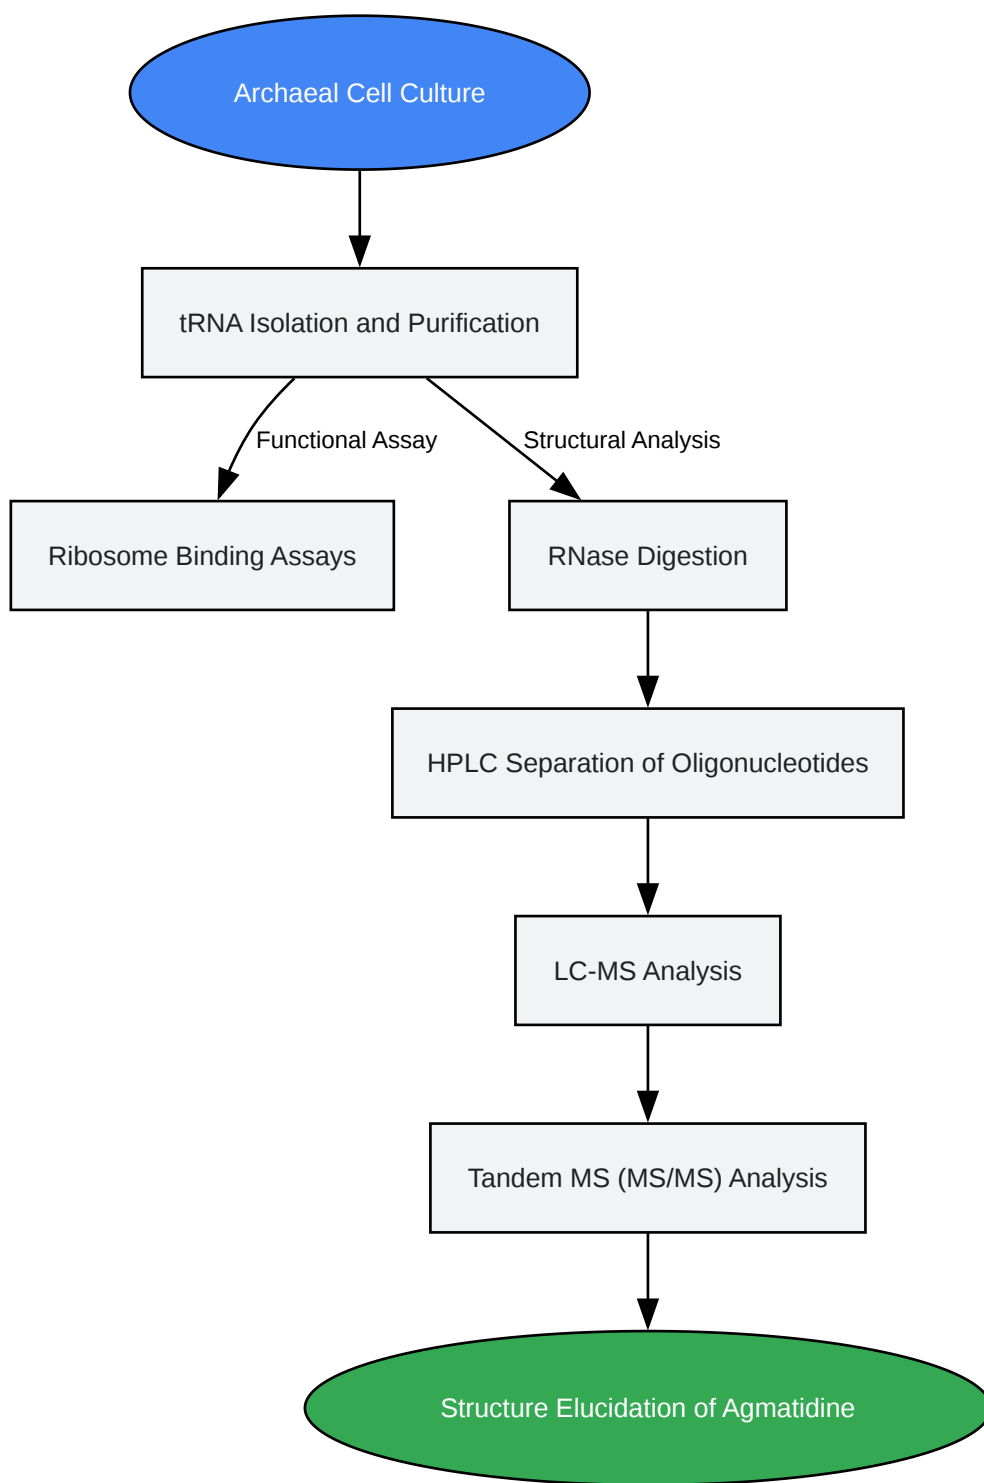 Archaeal Cell Culture
tRNA Isolation and Purification
Functional Assay
Structural Analysis
Ribosome Binding Assays
RNase Digestion
HPLC Separation of Oligonucleotides
LC-MS Analysis
Tandem MS (MS/MS) Analysis
Structure Elucidation of Agmatidine